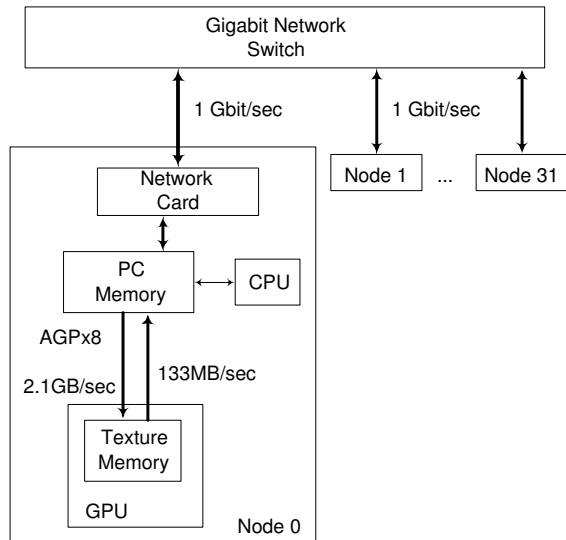 Gigabit Network
Switch
1 Gbit/sec
1 Gbit/sec
Network
Card
Node 1
...
Node 31
PC
Memory
CPU
AGPx8
133MB/sec
2.1GB/sec
Texture
Memory
GPU
Node 0